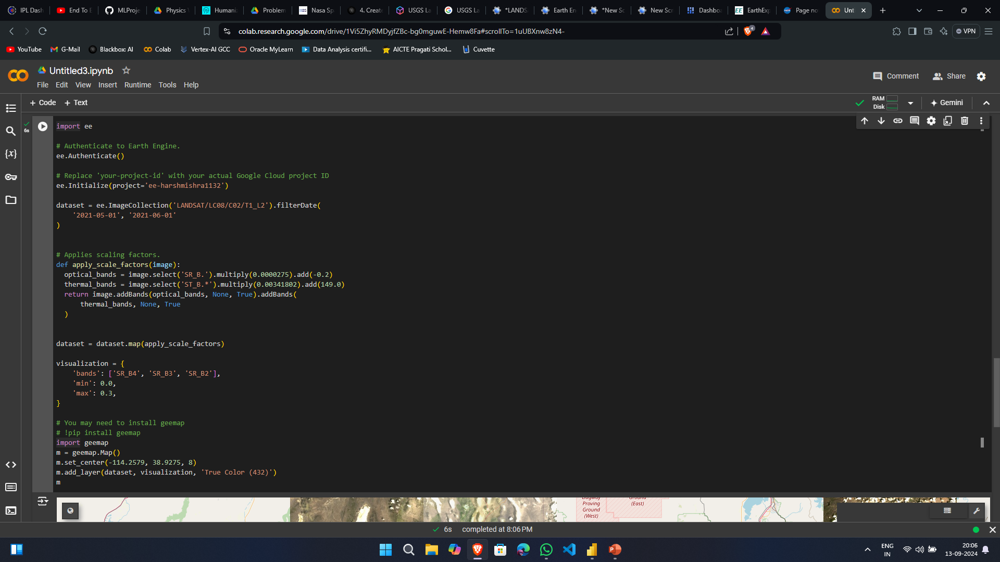 IPL Dash
End To E
MLProje
Physics
Humani
Problem
Nasa Sp
4. Create
USGS La
USGS La
*LANDS
Earth En
*New Sc
New Scr
Dashbo
EarthExp
Page no
Unt
colab.research.google.com/drive/1Vi5ZhyRMDyjfZBc-bg0mguwE-Hemw8Fa#scrollTo=1uUBXnw8zN4-
4
VPN
YouTube
G-Mail
Blackbox: AI
Colab
Vertex-AI GCC
Oracle MyLearn
Data Analysis certifi...
AICTE Pragati Schol...
Cuvette
Untitled3.ipynb
Comment
Share
File Edit View Insert Runtime Tools Help
+ Code + Text
RAM
Disk
Gemini
6s
import ee
# Authenticate to Earth Engine.
ee.Authenticate()
# Replace 'your-project-id' with your actual Google Cloud project ID
ee.Initialize(project='ee-harshmishra1132')
dataset = ee.ImageCollection('LANDSAT/LC08/C02/T1_L2').filterDate(
    '2021-05-01', '2021-06-01'
)
# Applies scaling factors.
def apply_scale_factors(image):
  optical_bands = image.select('SR_B.').multiply(0.0000275).add(-0.2)
  thermal_bands = image.select('ST_B.*').multiply(0.00341802).add(149.0)
  return image.addBands(optical_bands, None, True).addBands(
      thermal_bands, None, True
  )
dataset = dataset.map(apply_scale_factors)
visualization = {
    'bands': ['SR_B4', 'SR_B3', 'SR_B2'],
    'min': 0.0,
    'max': 0.3,
}
# You may need to install geemap
# !pip install geemap
import geemap
m = geemap.Map()
m.set_center(-114.2579, 38.9275, 8)
m.add_layer(dataset, visualization, 'True Color (432)')
m
Dugway
Proving
Ground
(West)
Ground
(East)
6s completed at 8:06 PM
ENG
IN
20:06
13-09-2024